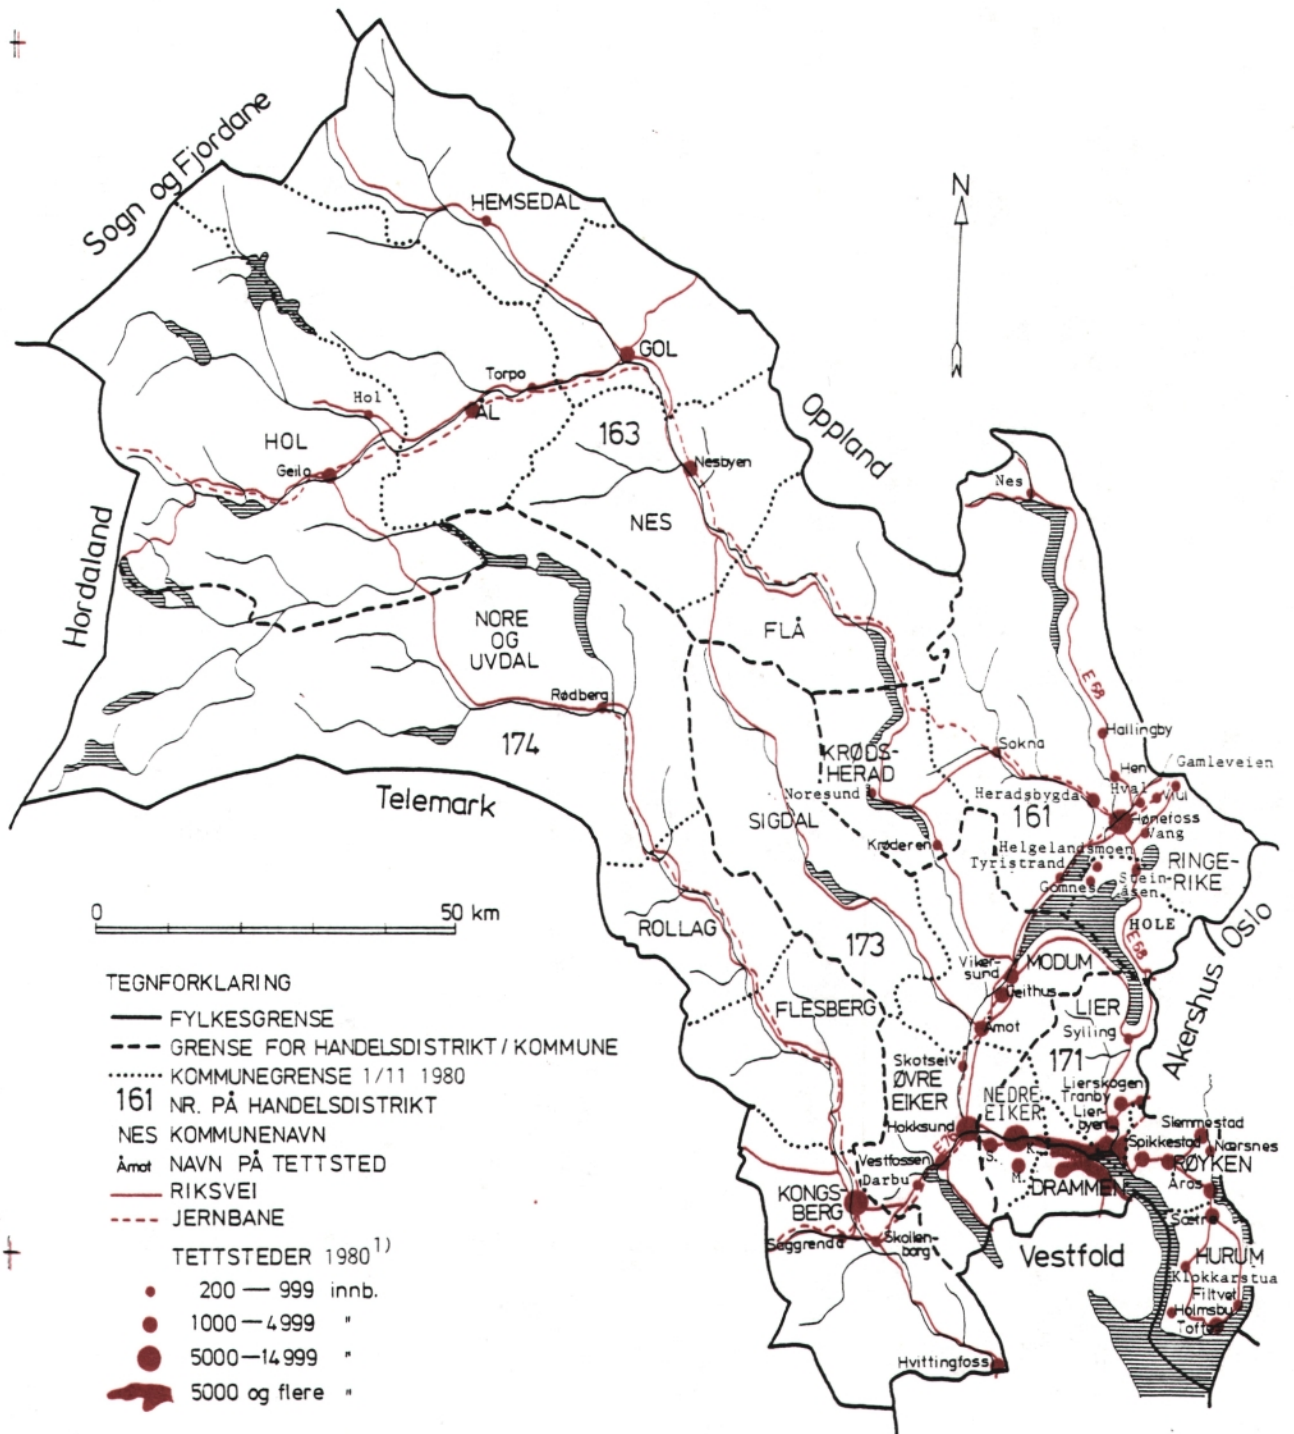 Sogn og Fjordane
HEMSEDAL
N
GOL
Torpo
Hol
ÅL
HOL
163
Oppland
Geilo
Nesbyen
Nes
NES
Hordaland
NORE
OG
UVDAL
FLÅ
E 68
Rødberg
174
Hallingby
Sokna
Gamleveien
KRØDS-
HERAD
Hen
Hval
Viul
Noresund
Heradsbygda
161
Hønefoss
Telemark
SIGDAL
Vang
Krøderen
Helgelandsmoen
Tyristrand
RINGE-
RIKE
Gomnes
Stein-
åsen
HOLE
0 50 km
ROLLAG
173
E 68
Oslo
Viker-
sund
MODUM
Akershus
TEGNFORKLARING
FYLKESGRENSE
GRENSE FOR HANDELSDISTRIKT/KOMMUNE
KOMMUNEGRENSE 1/11 1980
161 NR. PÅ HANDELSDISTRIKT
NES KOMMUNENAVN
Åmot NAVN PÅ TETTSTED
RIKSVEI
JERNBANE
TETTSTEDER 1980 1)
200 — 999 innb.
1000 — 4999 "
5000 — 14999 "
5000 og flere "
FLESBERG
Geithus
LIER
Åmot
Sylling
Skotselv
171
ØVRE
EIKER
NEDRE
EIKER
Lierskogen
Tranby
Lier-
byen
Hokksund
Slemmestad
E76
Spikkestad
Nærsnes
S.
K.
Vestfossen
RØYKEN
M.
Darbu
DRAMMEN
Åros
KONGS-
BERG
Sætre
Saggrenda
Skollen-
borg
Vestfold
HURUM
Klokkarstua
Filtvet
Holmsbu
Tofte
Hvittingfoss